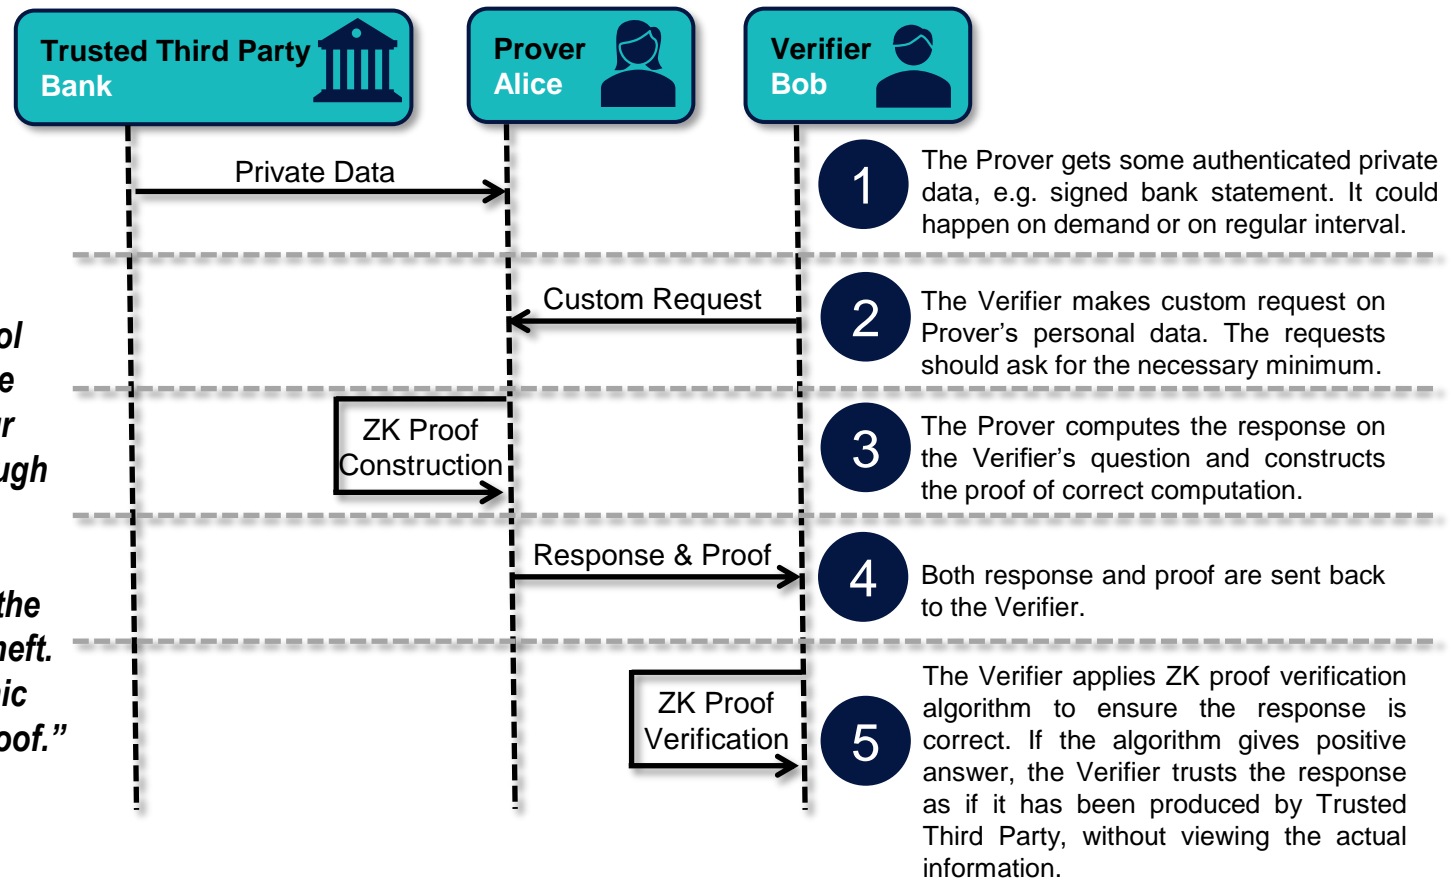 Trusted Third Party
Bank
Prover
Alice
Verifier
Bob
Private Data
1
The Prover gets some authenticated private
data, e.g. signed bank statement. It could
happen on demand or on regular interval.
Custom Request
2
The Verifier makes custom request on
Prover's personal data. The requests
should ask for the necessary minimum.
ZK Proof
Construction
3
The Prover computes the response on
the Verifier's question and constructs
the proof of correct computation.
Response & Proof
4
Both response and proof are sent back
to the Verifier.
ZK Proof
Verification
5
The Verifier applies ZK proof verification
algorithm to ensure the response is
correct. If the algorithm gives positive
answer, the Verifier trusts the response
as if it has been produced by Trusted
Third Party, without viewing the actual
information.
the